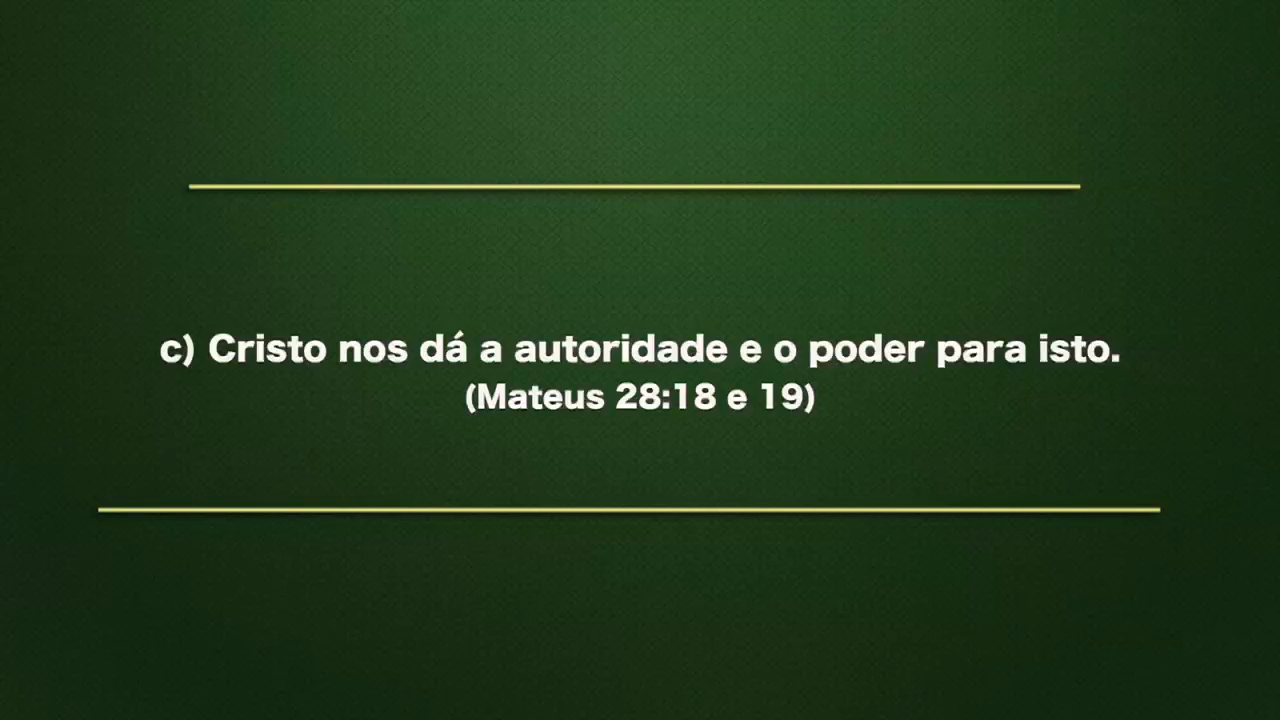 c) Cristo nos dá a autoridade e o poder para isto.
(Mateus 28:18 e 19)